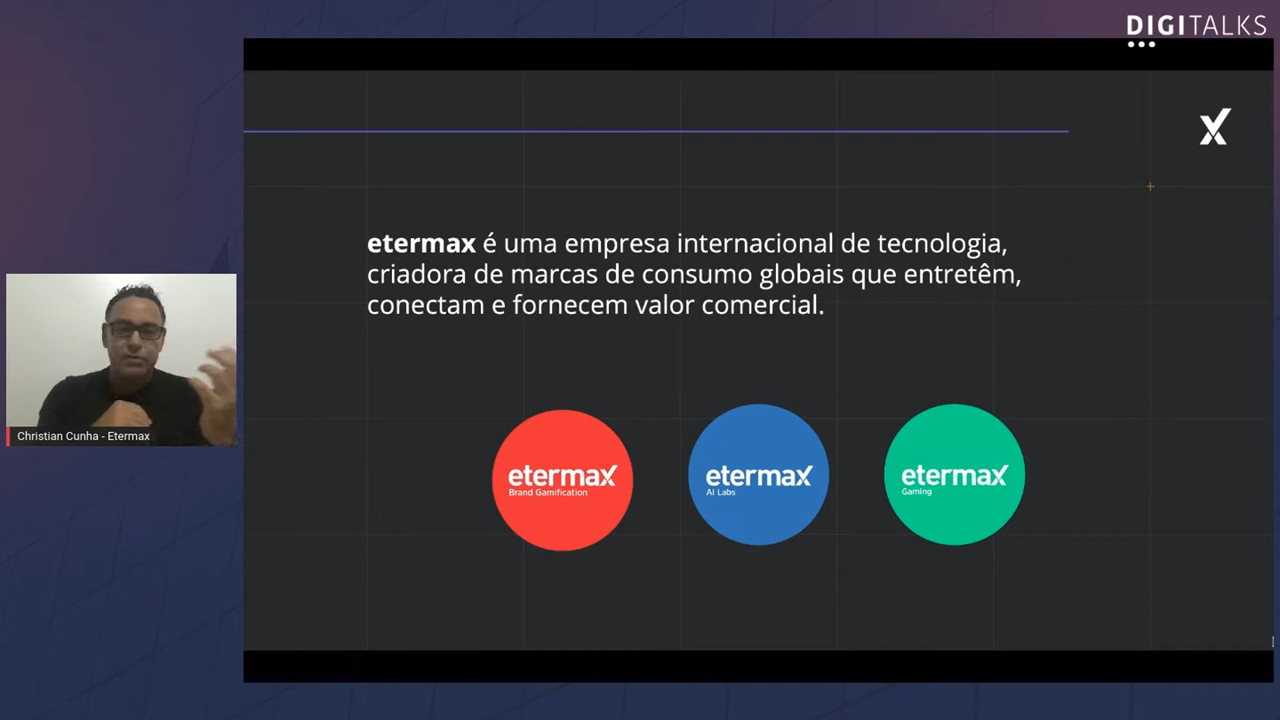 DIGITALKS
etermax é uma empresa internacional de tecnologia,
criadora de marcas de consumo globais que entretêm,
conectam e fornecem valor comercial.
Christian Cunha - Etermax
etermax
Brand Gamification
etermax
AI Labs
etermax
Gaming